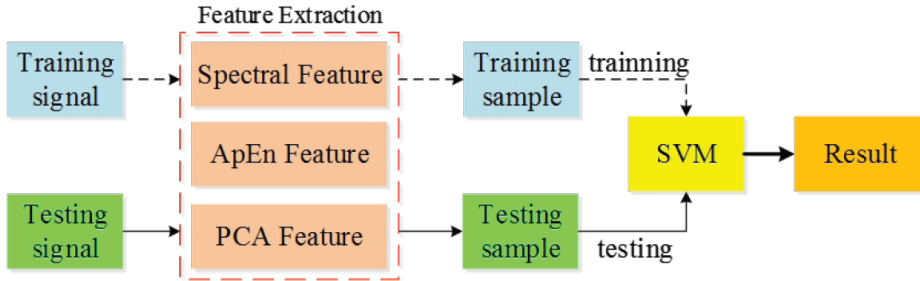 Feature Extraction
Training
signal
Spectral Feature
ApEn Feature
PCA Feature
Testing
signal
Training
sample
trainning
Testing
sample
testing
SVM
Result